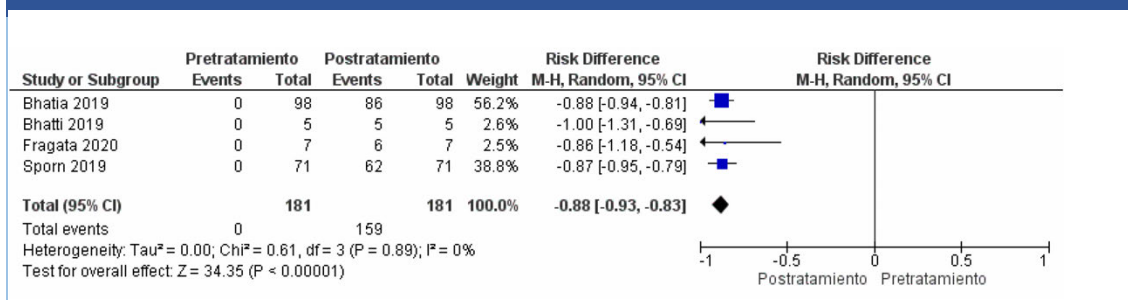 Pretratamiento Postratamiento Risk Difference Risk Difference
Study or Subgroup Events Total Events Total Weight M-H, Random, 95% CI M-H, Random, 95% CI
Bhatia 2019 0 98 86 98 56.2% -0.88 [-0.94, -0.81]
Bhatti 2019 0 5 5 5 2.6% -1.00 [-1.31, -0.69]
Fragata 2020 0 7 6 7 2.5% -0.86 [-1.18, -0.54]
Sporn 2019 0 71 62 71 38.8% -0.87 [-0.95, -0.79]
Total (95% CI) 181 181 100.0% -0.88 [-0.93, -0.83]
Total events 0 159
Heterogeneity: Tau² = 0.00; Chi² = 0.61, df = 3 (P = 0.89); I² = 0%
Test for overall effect: Z = 34.35 (P < 0.00001)
-1 -0.5 0 0.5 1
Postratamiento Pretratamiento